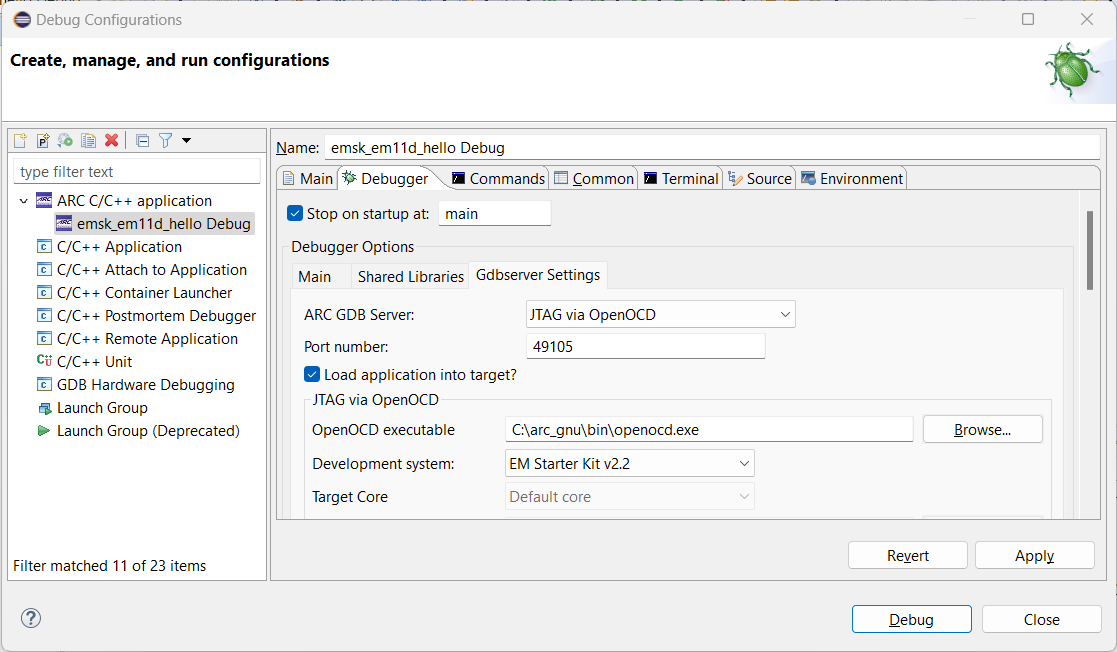 Debug Configurations
Create, manage, and run configurations
type filter text
ARC C/C++ application
emsk_em11d_hello Debug
C/C++ Application
C/C++ Attach to Application
C/C++ Container Launcher
C/C++ Postmortem Debugger
C/C++ Remote Application
C/C++ Unit
GDB Hardware Debugging
Launch Group
Launch Group (Deprecated)
Filter matched 11 of 23 items
Name: emsk_em11d_hello Debug
Main Debugger Commands Common Terminal Source Environment
Stop on startup at: main
Debugger Options
Main Shared Libraries Gdbserver Settings
ARC GDB Server: JTAG via OpenOCD
Port number: 49105
Load application into target?
JTAG via OpenOCD
OpenOCD executable C:\arc_gnu\bin\openocd.exe Browse...
Development system: EM Starter Kit v2.2
Target Core Default core
Revert Apply
Debug Close